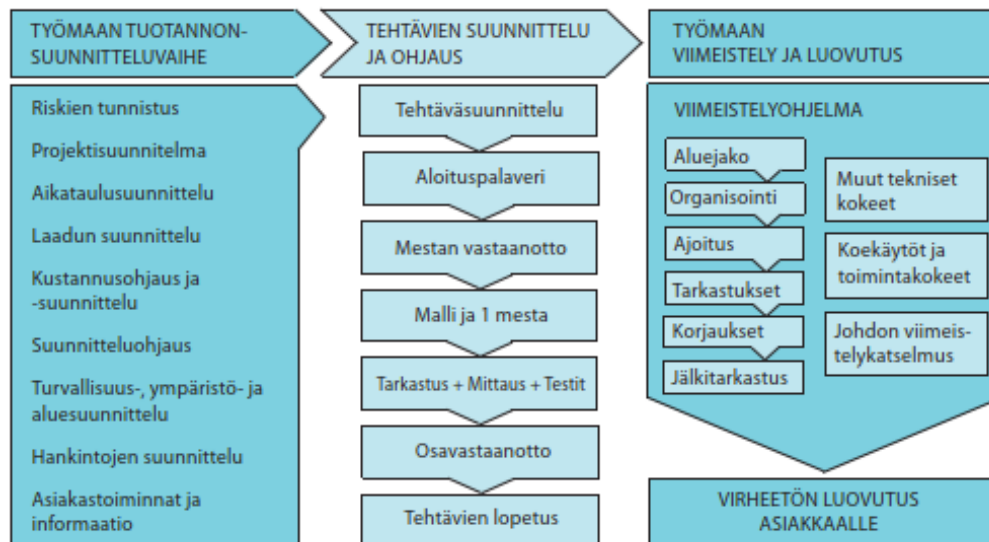 TYÖMAAN TUOTANNON-
SUUNNITTELUVAIHE
Riskien tunnistus
Projektisuunnitelma
Aikataulusuunnittelu
Laadun suunnittelu
Kustannusohjaus ja
-suunnittelu
Suunnitteluohjaus
Turvallisuus-, ympäristö- ja
aluesuunnittelu
Hankintojen suunnittelu
Asiakastoiminnat ja
informaatio
TEHTÄVIEN SUUNNITTELU
JA OHJAUS
Tehtäväsuunnittelu
Aloituspalaveri
Mestan vastaanotto
Malli ja 1 mesta
Tarkastus + Mittaus + Testit
Osavastaanotto
Tehtävien lopetus
TYÖMAAN
VIIMEISTELY JA LUOVUTUS
VIIMEISTELYOHJELMA
Aluejako
Organisointi
Ajoitus
Tarkastukset
Korjaukset
Jälkitarkastus
Muut tekniset
kokeet
Koekäytöt ja
toimintakokeet
Johdon viimeis-
telykatselmus
VIRHEETÖN LUOVUTUS
ASIAKKAALLE